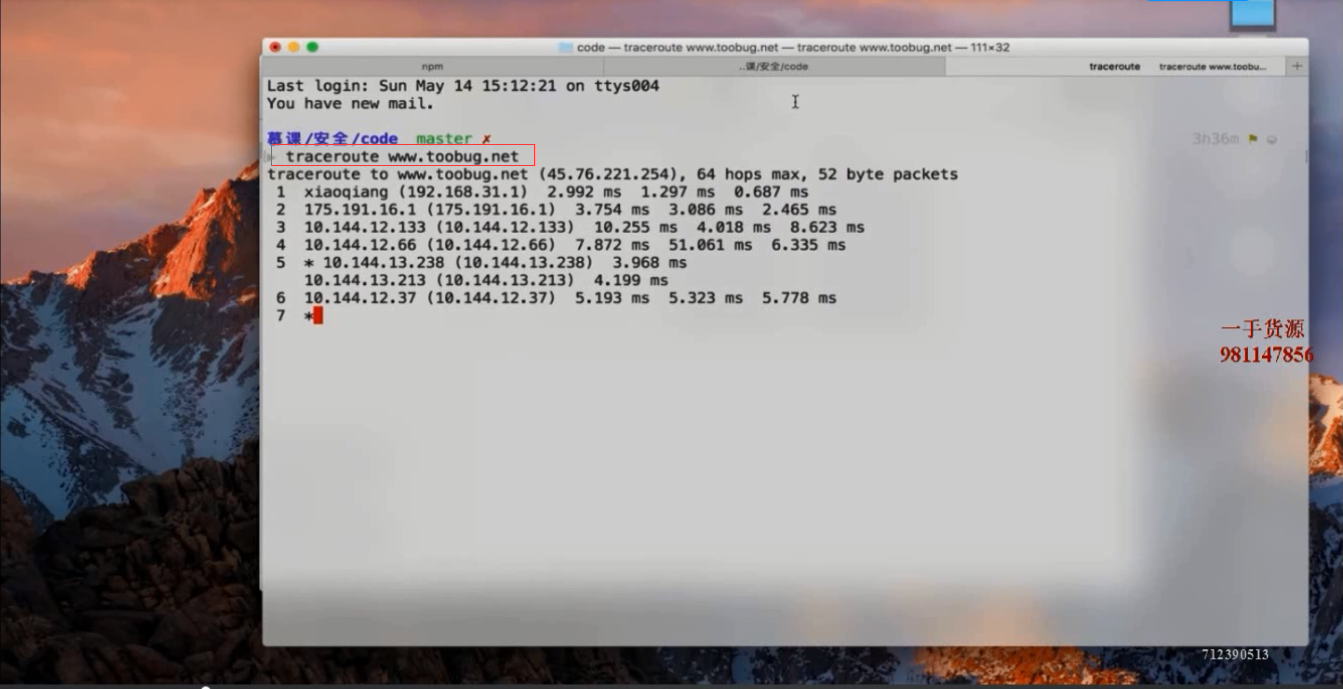 code — traceroute www.toobug.net — traceroute www.toobug.net — 111×32
npm
..课/安全/code
traceroute traceroute www.toobu...
Last login: Sun May 14 15:12:21 on ttys004
You have new mail.
慕课/安全/code master ✗
3h36m
traceroute www.toobug.net
traceroute to www.toobug.net (45.76.221.254), 64 hops max, 52 byte packets
1 xiaoqiang (192.168.31.1) 2.992 ms 1.297 ms 0.687 ms
2 175.191.16.1 (175.191.16.1) 3.754 ms 3.086 ms 2.465 ms
3 10.144.12.133 (10.144.12.133) 10.255 ms 4.018 ms 8.623 ms
4 10.144.12.66 (10.144.12.66) 7.872 ms 51.061 ms 6.335 ms
5 * 10.144.13.238 (10.144.13.238) 3.968 ms
10.144.13.213 (10.144.13.213) 4.199 ms
6 10.144.12.37 (10.144.12.37) 5.193 ms 5.323 ms 5.778 ms
7 *
一手货源
981147856
712390513